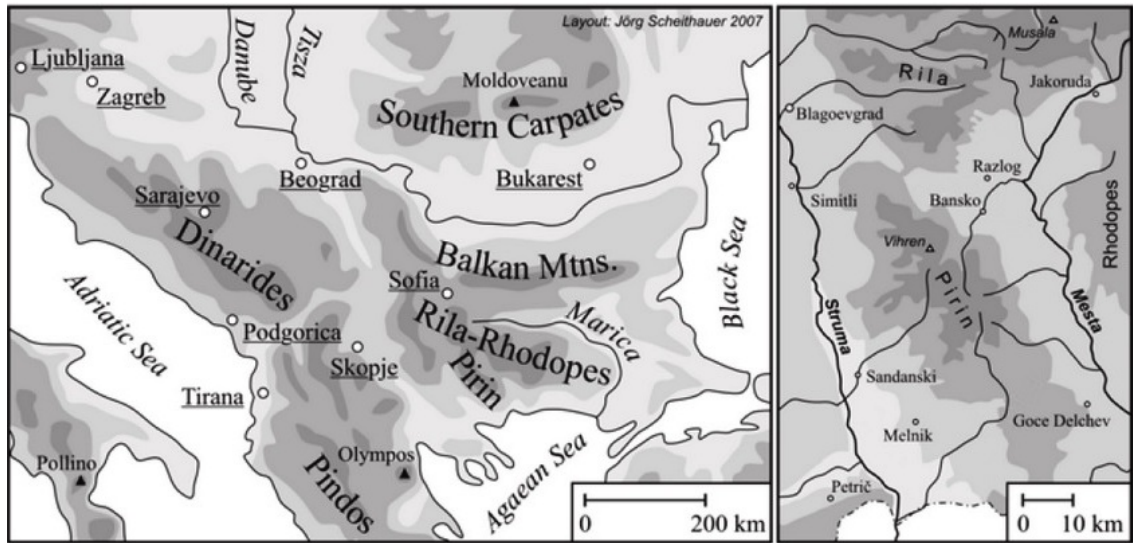 Layout: Jörg Scheithauer 2007
Ljubljana
Zagreb
Danube
Tisza
Moldoveanu
Southern Carpates
Beograd
Bukarest
Sarajevo
Dinarides
Balkan Mtns.
Sofia
Black Sea
Adriatic Sea
Podgorica
Rila-Rhodopes
Marica
Skopje
Pirin
Tirana
Pollino
Olympos
Pindos
Agaean Sea
0 200 km
Musala
Rila
Jakoruda
Blagoevgrad
Razlog
Simitli
Bansko
Rhodopes
Vihren
Pirin
Struma
Mesta
Sandanski
Goce Delchev
Melnik
Petrič
0 10 km